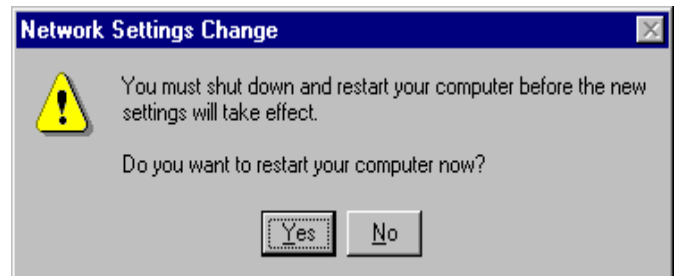 Network Settings Change
You must shut down and restart your computer before the new
settings will take effect.
Do you want to restart your computer now?
Yes No